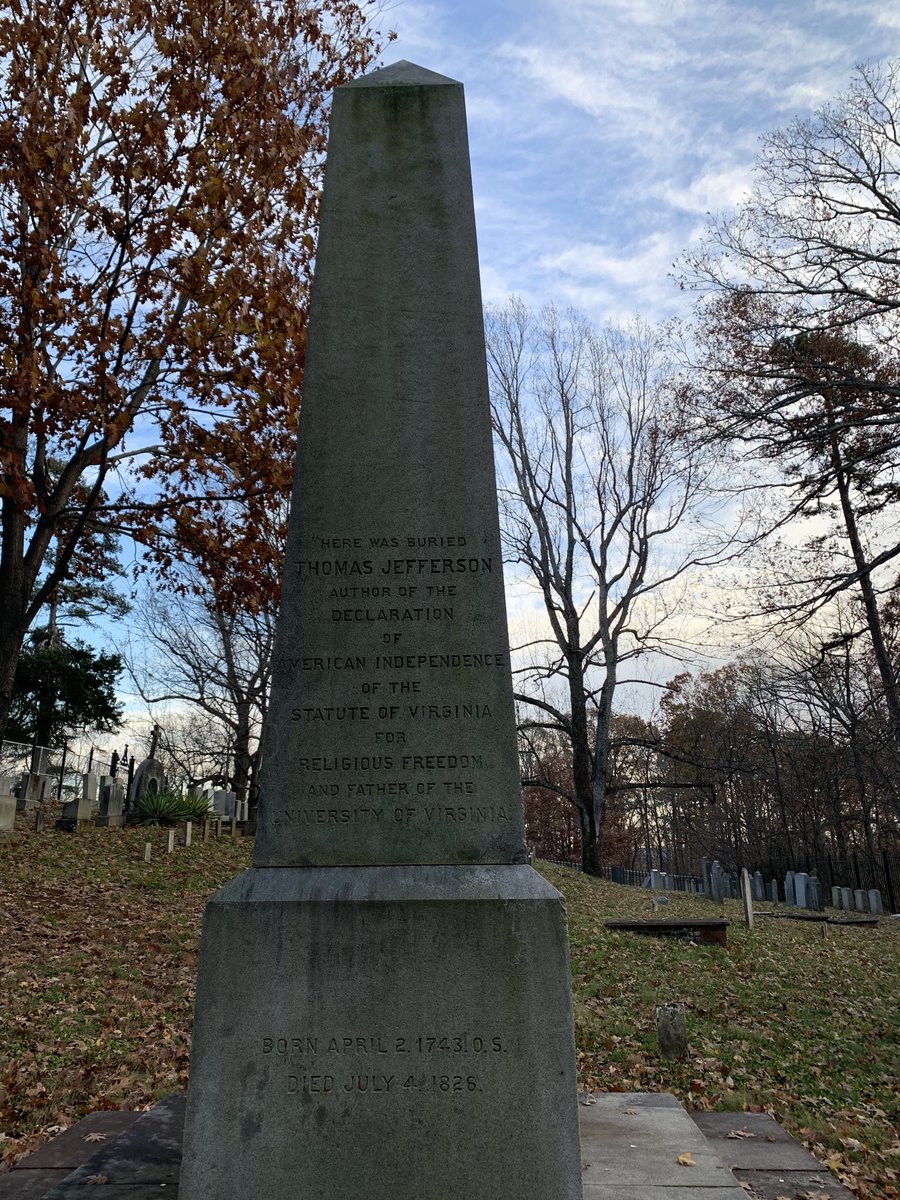 HERE WAS BURIED
THOMAS JEFFERSON
AUTHOR OF THE
DECLARATION
OF
AMERICAN INDEPENDENCE
OF THE
STATUTE OF VIRGINIA
FOR
RELIGIOUS FREEDOM
AND FATHER OF THE
UNIVERSITY OF VIRGINIA.
BORN APRIL 2. 1743. O.S.
DIED JULY 4. 1826.